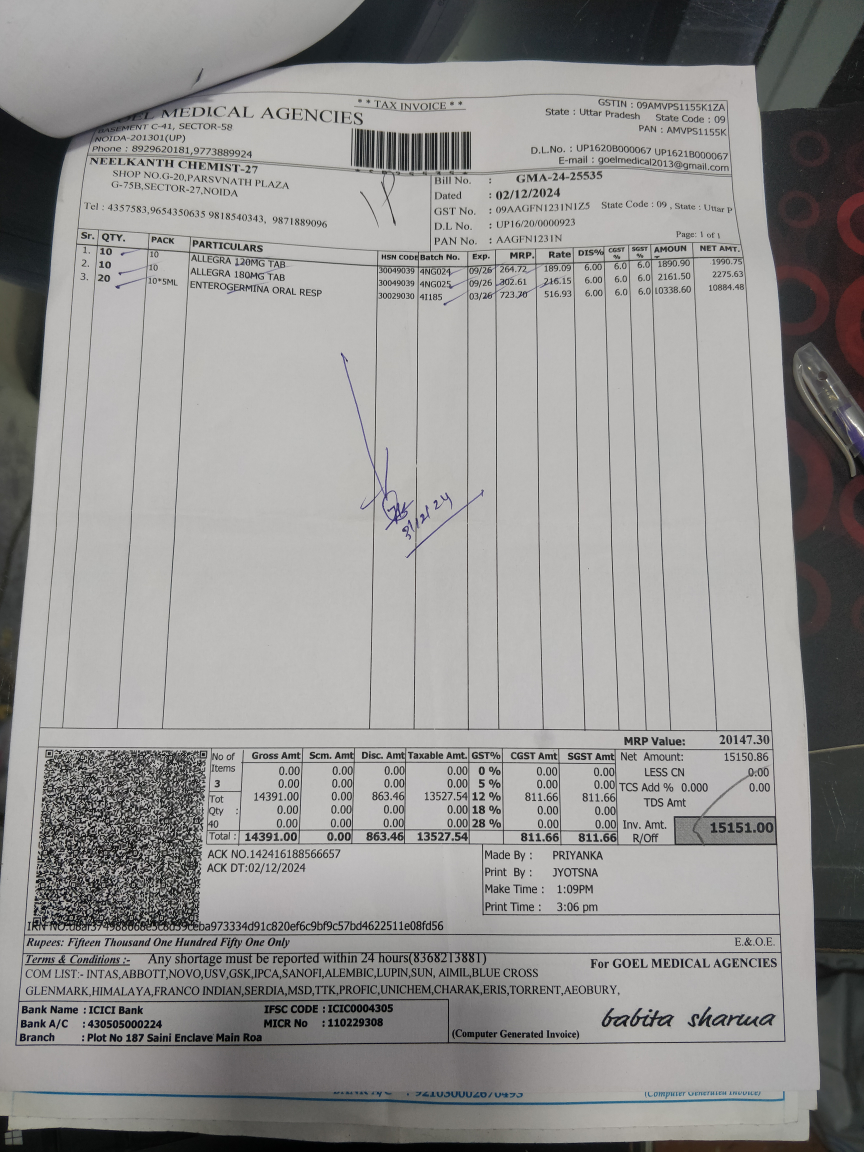 ** TAX INVOICE **
GOEL MEDICAL AGENCIES
BASEMENT C-41, SECTOR-58
NOIDA-201301(UP)
Phone : 8929620181,9773889924
GSTIN : 09AMVPS1155K1ZA
State : Uttar Pradesh State Code : 09
PAN : AMVPS1155K
D.L.No. : UP1620B000067 UP1621B000067
E-mail : goelmedical2013@gmail.com
NEELKANTH CHEMIST-27
SHOP NO.G-20,PARSVNATH PLAZA
G-75B,SECTOR-27,NOIDA
Tel : 4357583,9654350635 9818540343, 9871889096
Bill No. : GMA-24-25535
Dated : 02/12/2024
GST No. : 09AAGFN1231N1Z5 State Code : 09 , State : Uttar P
D.L No. : UP16/20/0000923
PAN No. : AAGFN1231N Page: 1 of 1
Sr. QTY. PACK PARTICULARS HSN CODE Batch No. Exp. MRP. Rate DIS% CGST % SGST % AMOUN NET AMT.
1. 10 10 ALLEGRA 120MG TAB 30049039 4NG024 09/26 264.72 189.09 6.00 6.0 6.0 1890.90 1990.75
2. 10 10 ALLEGRA 180MG TAB 30049039 4NG025 09/26 302.61 216.15 6.00 6.0 6.0 2161.50 2275.63
3. 20 10*5ML ENTEROGERMINA ORAL RESP 30029030 4I185 03/26 723.70 516.93 6.00 6.0 6.0 10338.60 10884.48
3/12/24
MRP Value: 20147.30
No of Items 3 Tot Qty : 40
Gross Amt Scm. Amt Disc. Amt Taxable Amt. GST% CGST Amt SGST Amt
0.00 0.00 0.00 0.00 0 % 0.00 0.00
0.00 0.00 0.00 0.00 5 % 0.00 0.00
14391.00 0.00 863.46 13527.54 12 % 811.66 811.66
0.00 0.00 0.00 0.00 18 % 0.00 0.00
0.00 0.00 0.00 0.00 28 % 0.00 0.00
Total : 14391.00 0.00 863.46 13527.54 811.66 811.66
Net Amount: 15150.86
LESS CN 0.00
TCS Add % 0.000 0.00
TDS Amt
Inv. Amt. 15151.00
R/Off
ACK NO.142416188566657
ACK DT:02/12/2024
Made By : PRIYANKA
Print By : JYOTSNA
Make Time : 1:09PM
Print Time : 3:06 pm
Rupees: Fifteen Thousand One Hundred Fifty One Only E.&.O.E.
Terms & Conditions :- Any shortage must be reported within 24 hours(8368213881)
COM LIST:- INTAS,ABBOTT,NOVO,USV,GSK,IPCA,SANOFI,ALEMBIC,LUPIN,SUN, AIMIL,BLUE CROSS
GLENMARK,HIMALAYA,FRANCO INDIAN,SERDIA,MSD,TTK,PROFIC,UNICHEM,CHARAK,ERIS,TORRENT,AEOBURY,
For GOEL MEDICAL AGENCIES
Bank Name : ICICI Bank IFSC CODE : ICIC0004305
Bank A/C : 430505000224 MICR No : 110229308
Branch : Plot No 187 Saini Enclave Main Roa
(Computer Generated Invoice)
babita sharma
(Computer Generated Invoice)